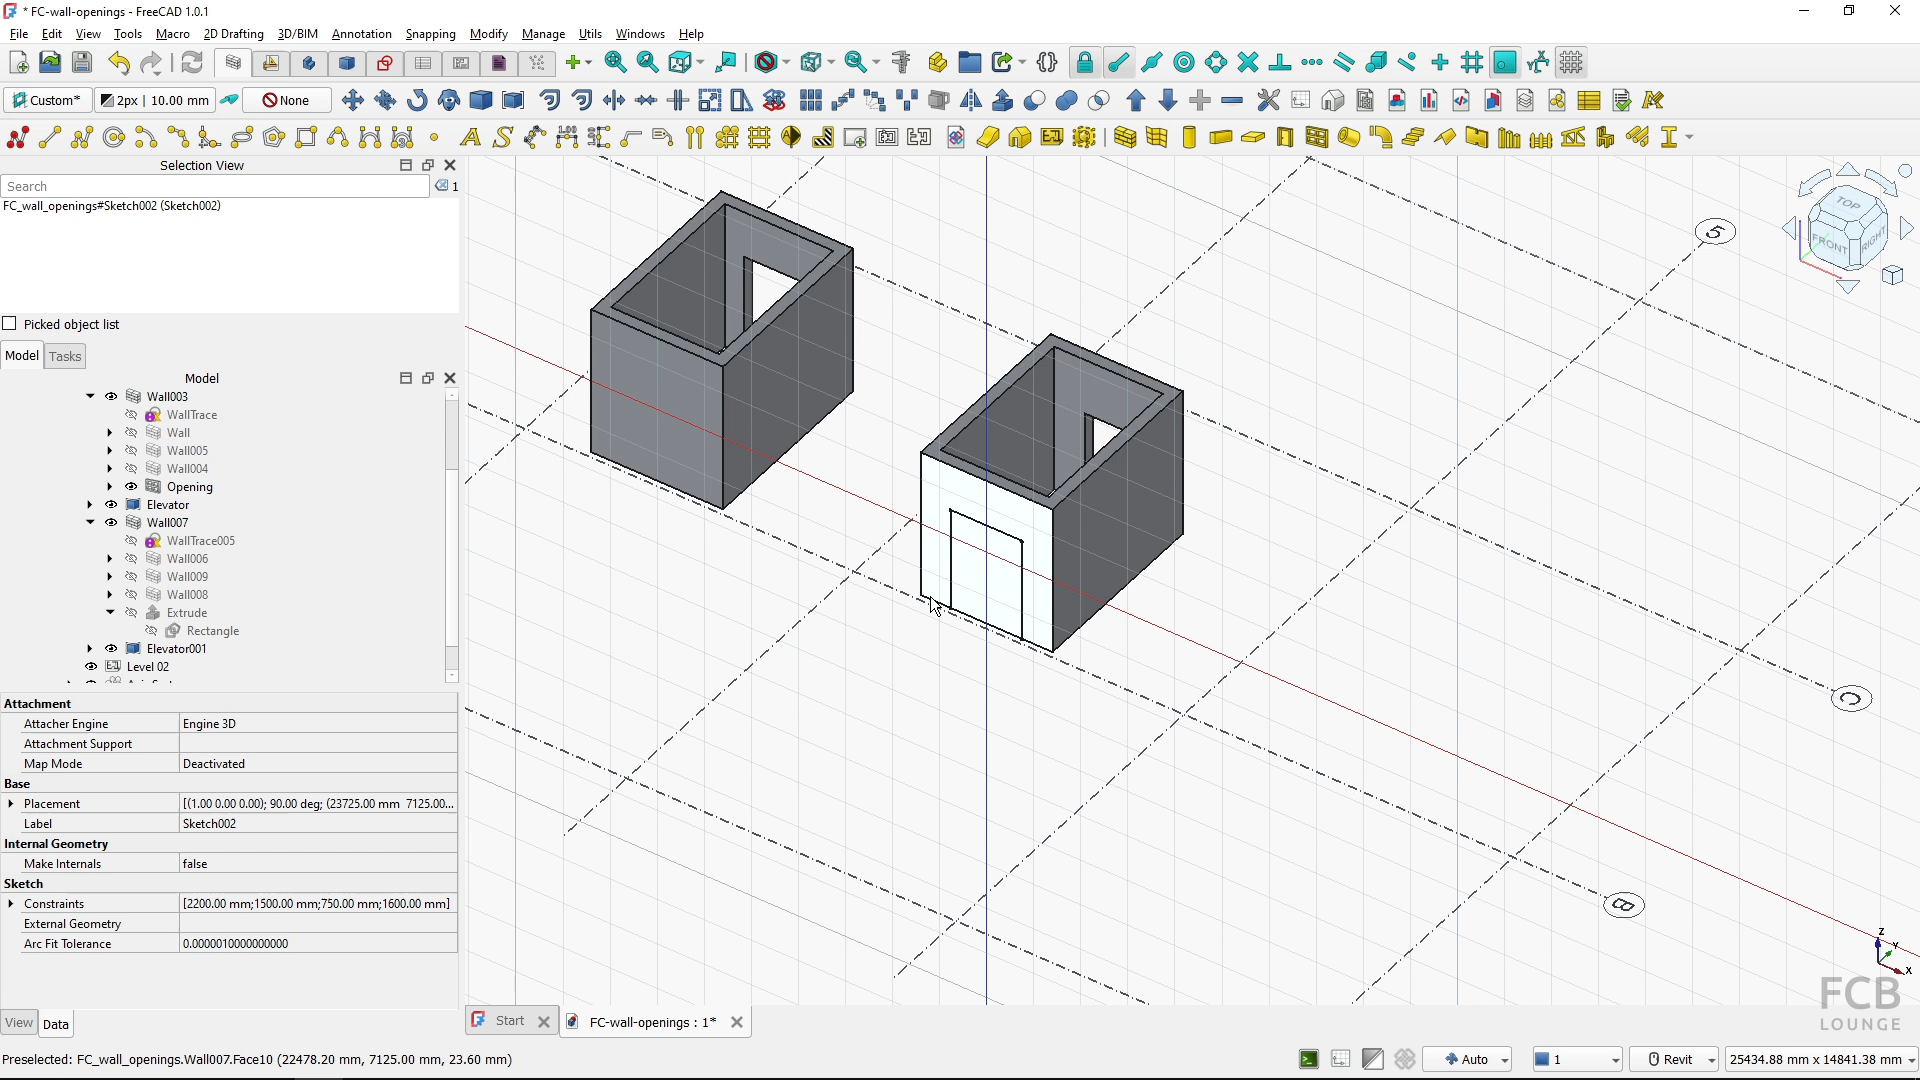 * FC-wall-openings - FreeCAD 1.0.1
File Edit View Tools Macro 2D Drafting 3D/BIM Annotation Snapping Modify Manage Utils Windows Help
Custom* 2px | 10.00 mm None
Selection View
Search 1
FC_wall_openings#Sketch002 (Sketch002)
Picked object list
Model Tasks
Model
Wall003
WallTrace
Wall
Wall005
Wall004
Opening
Elevator
Wall007
WallTrace005
Wall006
Wall009
Wall008
Extrude
Rectangle
Elevator001
Level 02
Attachment
Attacher Engine Engine 3D
Attachment Support
Map Mode Deactivated
Base
Placement [(1.00 0.00 0.00); 90.00 deg; (23725.00 mm 7125.00...
Label Sketch002
Internal Geometry
Make Internals false
Sketch
Constraints [2200.00 mm;1500.00 mm;750.00 mm;1600.00 mm]
External Geometry
Arc Fit Tolerance 0.0000010000000000
View Data
TOP
FRONT RIGHT
5
C
B
Z
Y
X
FCB
LOUNGE
Start FC-wall-openings : 1*
Preselected: FC_wall_openings.Wall007.Face10 (22478.20 mm, 7125.00 mm, 23.60 mm)
Auto 1 Revit 25434.88 mm x 14841.38 mm